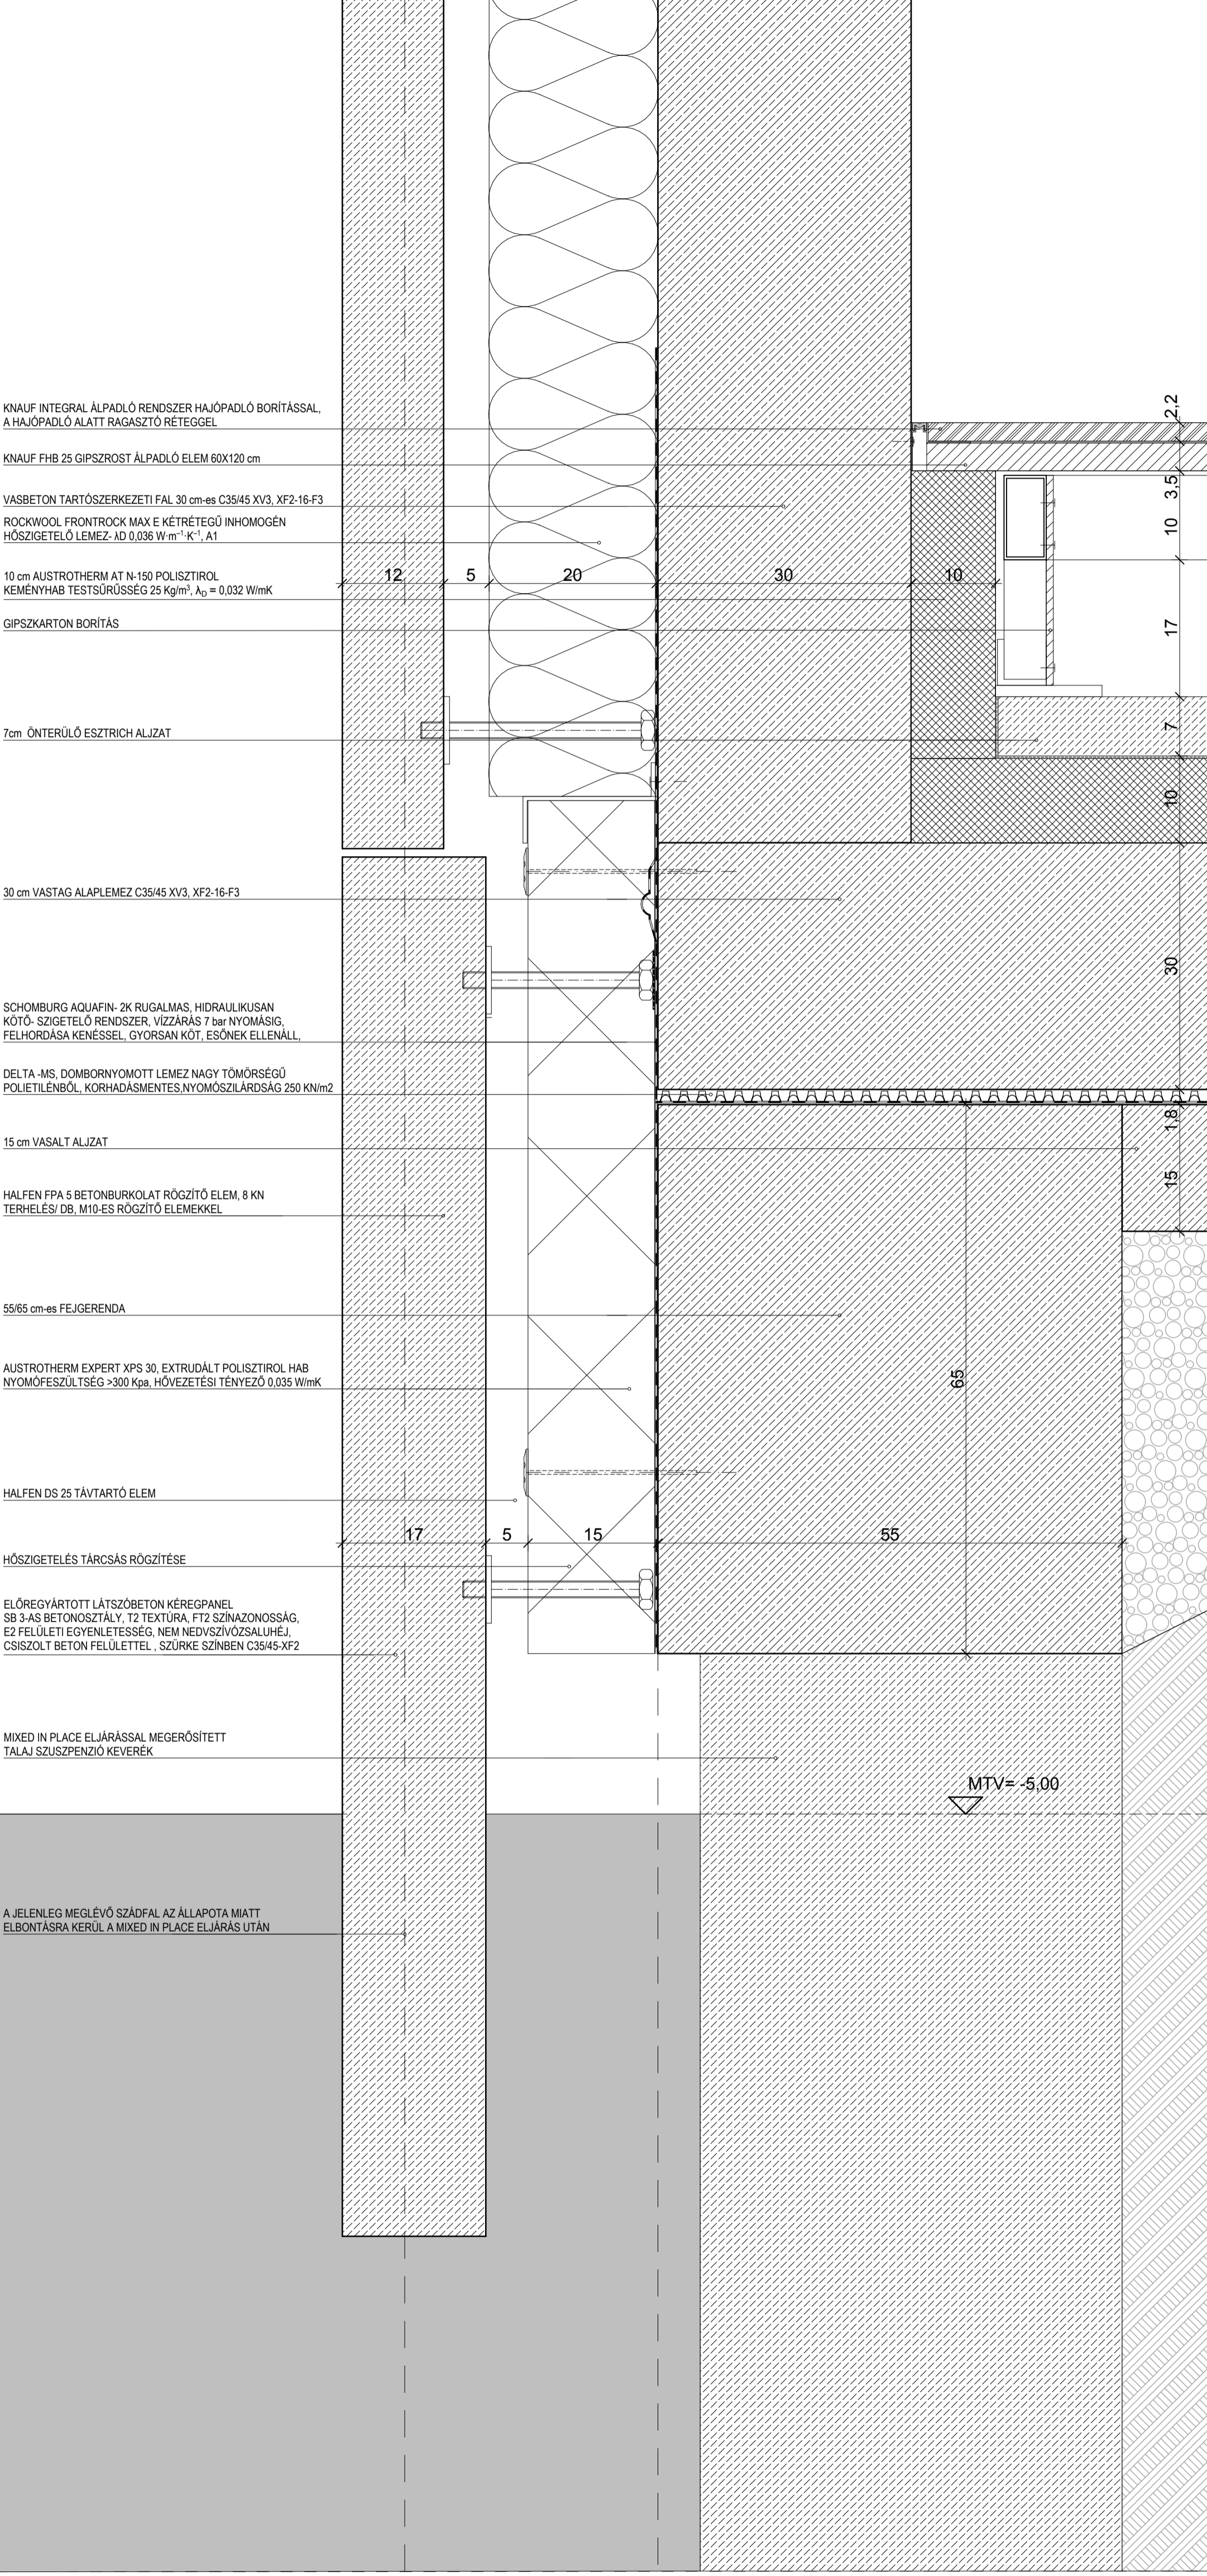 KNAUF INTEGRAL ÁLPADLÓ RENDSZER HAJÓPADLÓ BORÍTÁSSAL,
A HAJÓPADLÓ ALATT RAGASZTÓ RÉTEGGEL
2,2
KNAUF FHB 25 GIPSZROST ÁLPADLÓ ELEM 60X120 cm
3,5
VASBETON TARTÓSZERKEZETI FAL 30 cm-es C35/45 XV3, XF2-16-F3
ROCKWOOL FRONTROCK MAX E KÉTRÉTEGŰ INHOMOGÉN
HŐSZIGETELŐ LEMEZ- λD 0,036 W·m⁻¹·K⁻¹, A1
10
10 cm AUSTROTHERM AT N-150 POLISZTIROL
KEMÉNYHAB TESTSŰRŰSSÉG 25 Kg/m³, λD = 0,032 W/mK
12 5 20 30 10
GIPSZKARTON BORÍTÁS
17
7cm ÖNTERÜLŐ ESZTRICH ALJZAT
7
10
30 cm VASTAG ALAPLEMEZ C35/45 XV3, XF2-16-F3
30
SCHOMBURG AQUAFIN- 2K RUGALMAS, HIDRAULIKUSAN
KÖTŐ- SZIGETELŐ RENDSZER, VÍZZÁRÁS 7 bar NYOMÁSIG,
FELHORDÁSA KENÉSSEL, GYORSAN KÖT, ESŐNEK ELLENÁLL,
DELTA -MS, DOMBORNYOMOTT LEMEZ NAGY TÖMÖRSÉGŰ
POLIETILÉNBŐL, KORHADÁSMENTES,NYOMÓSZILÁRDSÁG 250 KN/m2
1,8
15 cm VASALT ALJZAT
15
HALFEN FPA 5 BETONBURKOLAT RÖGZÍTŐ ELEM, 8 KN
TERHELÉS/ DB, M10-ES RÖGZÍTŐ ELEMEKKEL
55/65 cm-es FEJGERENDA
AUSTROTHERM EXPERT XPS 30, EXTRUDÁLT POLISZTIROL HAB
NYOMÓFESZÜLTSÉG >300 Kpa, HŐVEZETÉSI TÉNYEZŐ 0,035 W/mK
65
HALFEN DS 25 TÁVTARTÓ ELEM
17 5 15 55
HŐSZIGETELÉS TÁRCSÁS RÖGZÍTÉSE
ELŐREGYÁRTOTT LÁTSZÓBETON KÉREGPANEL
SB 3-AS BETONOSZTÁLY, T2 TEXTÚRA, FT2 SZÍNAZONOSSÁG,
E2 FELÜLETI EGYENLETESSÉG, NEM NEDVSZÍVÓZSALUHÉJ,
CSISZOLT BETON FELÜLETTEL , SZÜRKE SZÍNBEN C35/45-XF2
MIXED IN PLACE ELJÁRÁSSAL MEGERŐSÍTETT
TALAJ SZUSZPENZIÓ KEVERÉK
MTV= -5,00
A JELENLEG MEGLÉVŐ SZÁDFAL AZ ÁLLAPOTA MIATT
ELBONTÁSRA KERÜL A MIXED IN PLACE ELJÁRÁS UTÁN